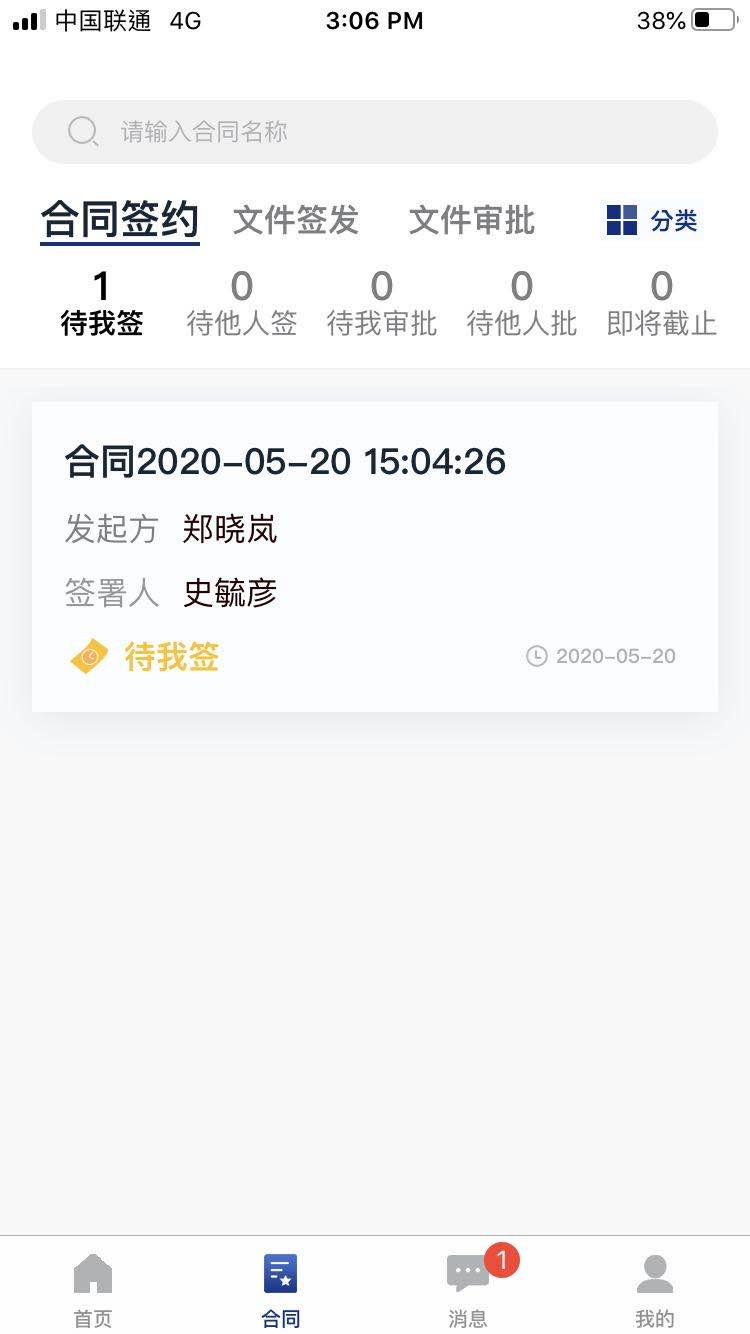 中国联通 4G 3:06 PM 38%
请输入合同名称
合同签约 文件签发 文件审批 分类
1 0 0 0 0
待我签 待他人签 待我审批 待他人批 即将截止
合同2020-05-20 15:04:26
发起方 郑晓岚
签署人 史毓彦
待我签 2020-05-20
1
首页 合同 消息 我的